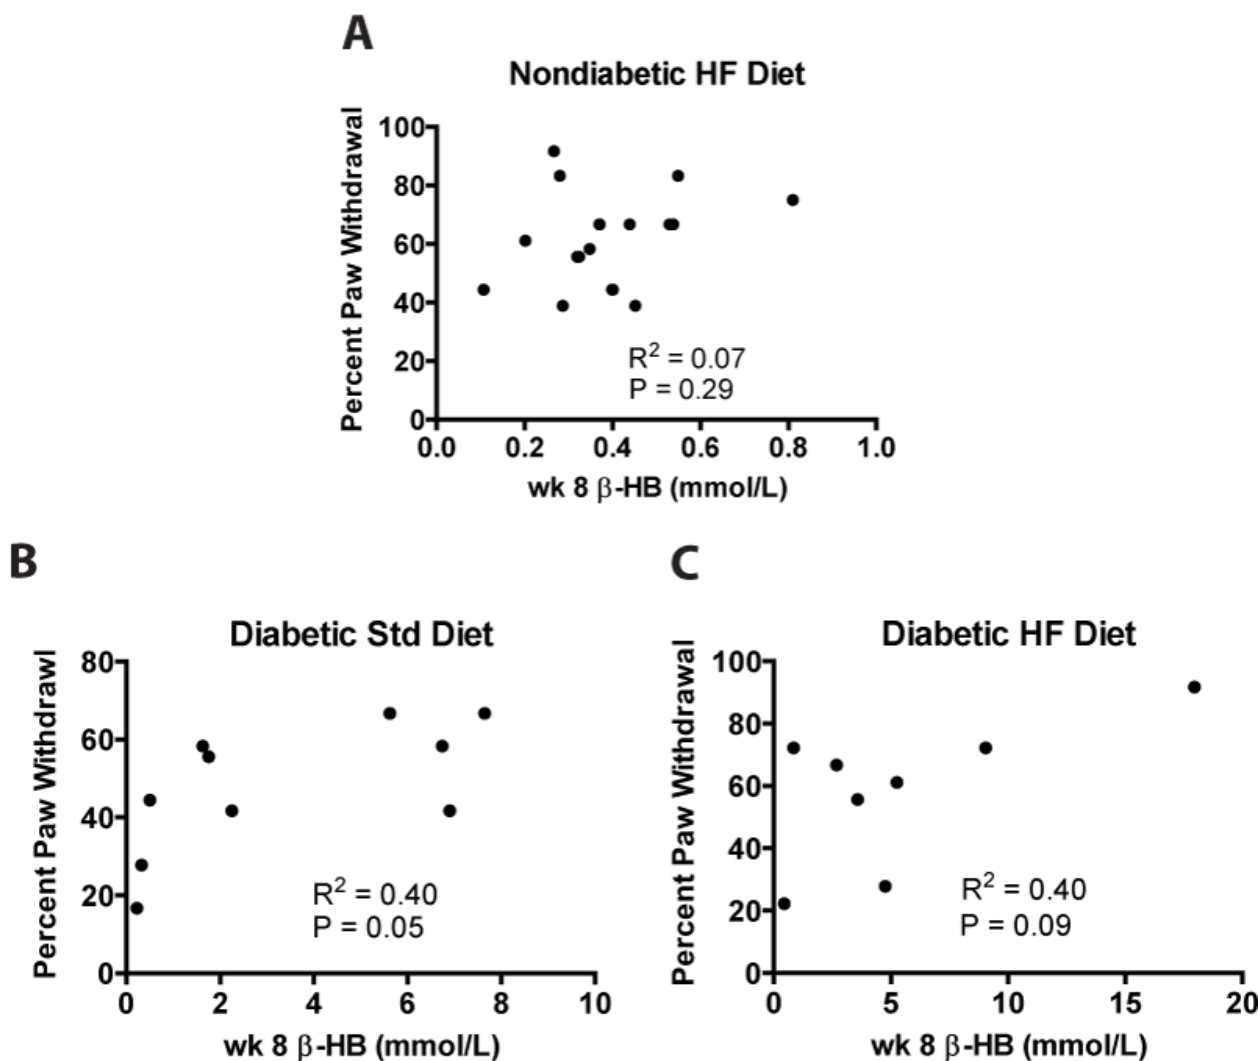 A
Nondiabetic HF Diet
Percent Paw Withdrawal
100
80
60
40
20
0
R² = 0.07
P = 0.29
0.0 0.2 0.4 0.6 0.8 1.0
wk 8 β-HB (mmol/L)
B
Diabetic Std Diet
Percent Paw Withdrawl
80
60
40
20
0
R² = 0.40
P = 0.05
0 2 4 6 8 10
wk 8 β-HB (mmol/L)
C
Diabetic HF Diet
Percent Paw Withdrawal
100
80
60
40
20
0
R² = 0.40
P = 0.09
0 5 10 15 20
wk 8 β-HB (mmol/L)